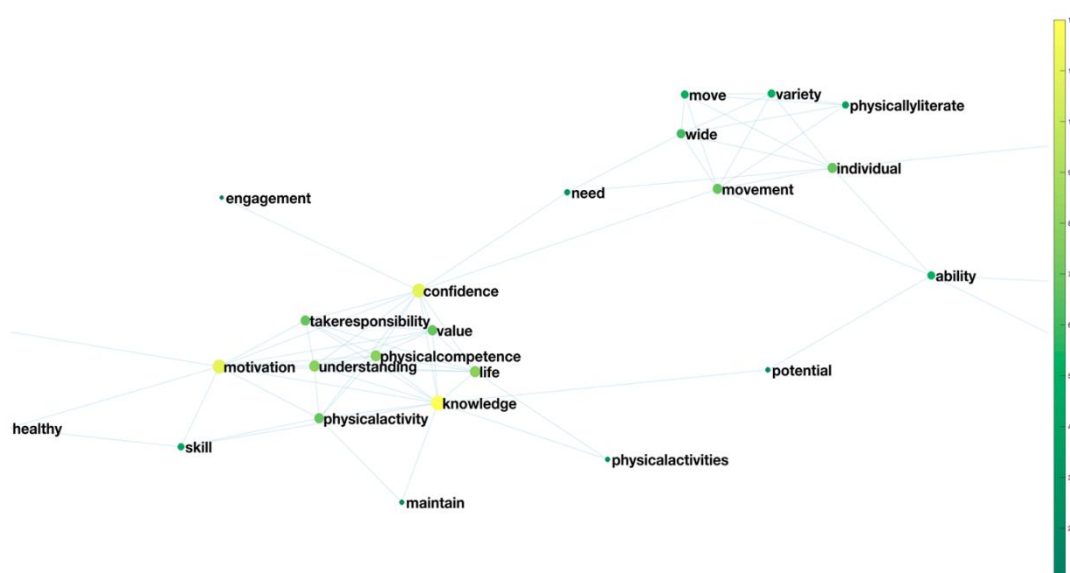 move
variety
physicallyliterate
wide
individual
movement
need
engagement
ability
confidence
takeresponsibility
value
physicalcompetence
motivation
understanding
life
potential
knowledge
physicalactivity
healthy
skill
physicalactivities
maintain